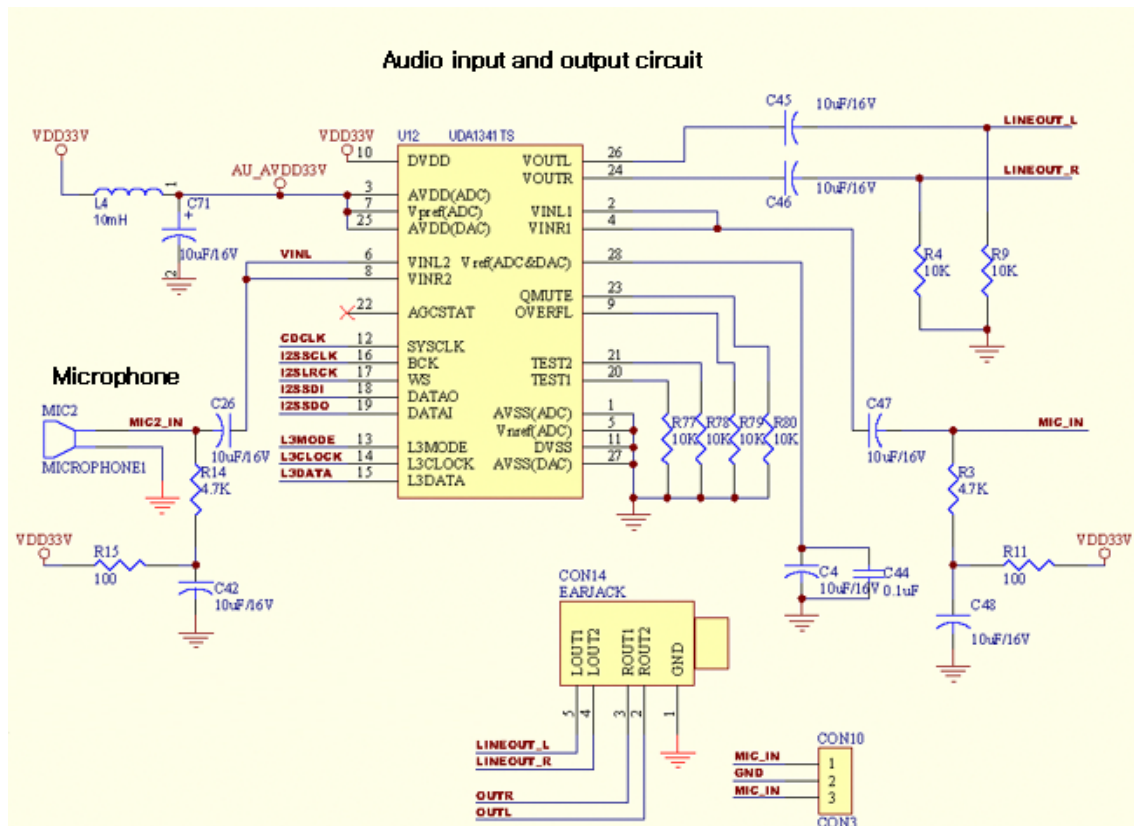 Audio input and output circuit
VDD33V
L4
10mH
1
C71
+
10uF/16V
2
AU_AVDD33V
VDD33V
U12 UDA1341TS
10 DVDD
3 AVDD(ADC)
7 Vpref(ADC)
25 AVDD(DAC)
VINL 6 VINL2
8 VINR2
22 AGCSTAT
CDCLK 12 SYSCLK
I2SSCLK 16 BCK
I2SLRCK 17 WS
I2SSDI 18 DATAO
I2SSDO 19 DATAI
L3MODE 13 L3MODE
L3CLOCK 14 L3CLOCK
L3DATA 15 L3DATA
VOUTL 26
VOUTR 24
VINL1 2
VINR1 4
Vref(ADC&DAC) 28
QMUTE 23
OVERFL 9
TEST2 21
TEST1 20
AVSS(ADC) 1
Vnref(ADC) 5
DVSS 11
AVSS(DAC) 27
C45
10uF/16V
LINEOUT_L
C46
10uF/16V
LINEOUT_R
R4
10K
R9
10K
R77
10K
R78
10K
R79
10K
R80
10K
C47
10uF/16V
MIC_IN
R3
4.7K
R11
100
VDD33V
C48
10uF/16V
C4
10uF/16V
C44
0.1uF
Microphone
MIC2
MICROPHONE1
MIC2_IN
C26
10uF/16V
R14
4.7K
VDD33V
R15
100
C42
10uF/16V
CON14
EARJACK
LOUT1
LOUT2
ROUT1
ROUT2
GND
5
4
3
2
1
LINEOUT_L
LINEOUT_R
OUTR
OUTL
CON10
MIC_IN 1
GND 2
MIC_IN 3
CON3